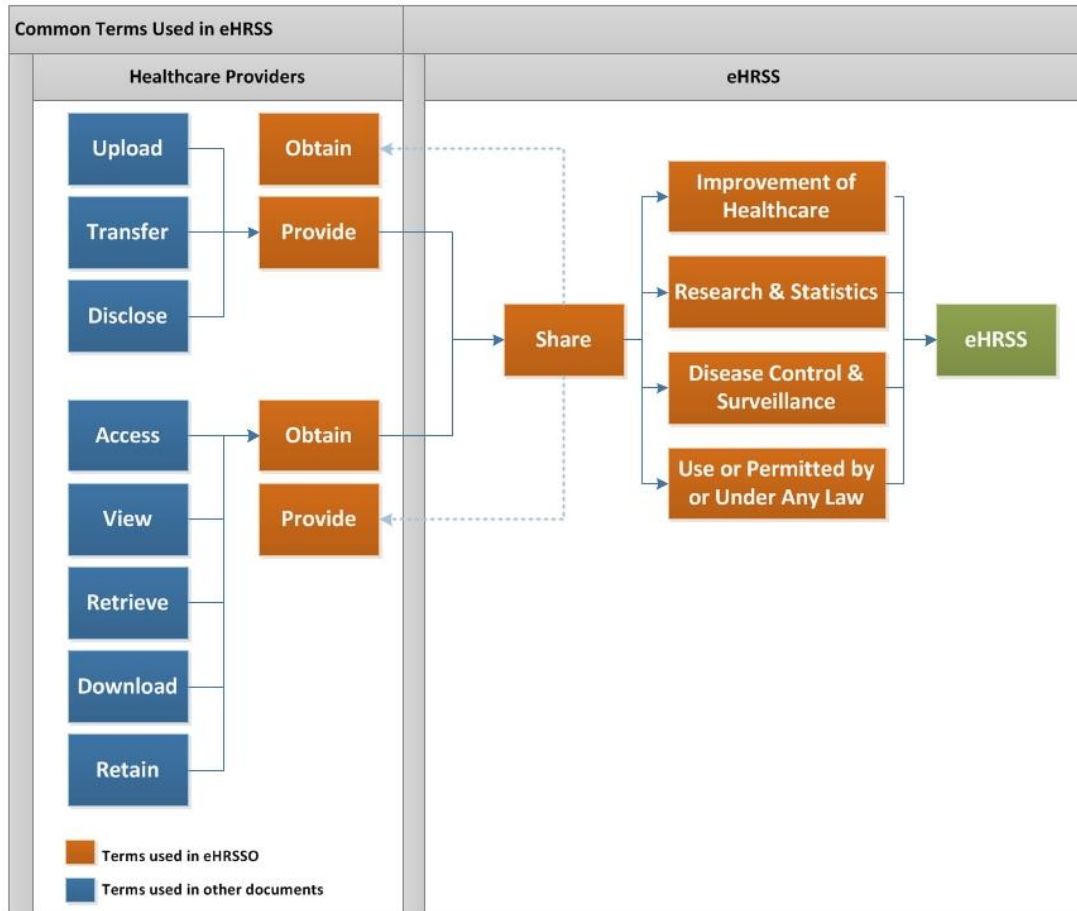 Common Terms Used in eHRSS
Healthcare Providers
eHRSS
Upload
Obtain
Transfer
Provide
Disclose
Access
Obtain
View
Provide
Retrieve
Download
Retain
Share
Improvement of
Healthcare
Research & Statistics
Disease Control &
Surveillance
Use or Permitted by
or Under Any Law
eHRSS
Terms used in eHRSSO
Terms used in other documents